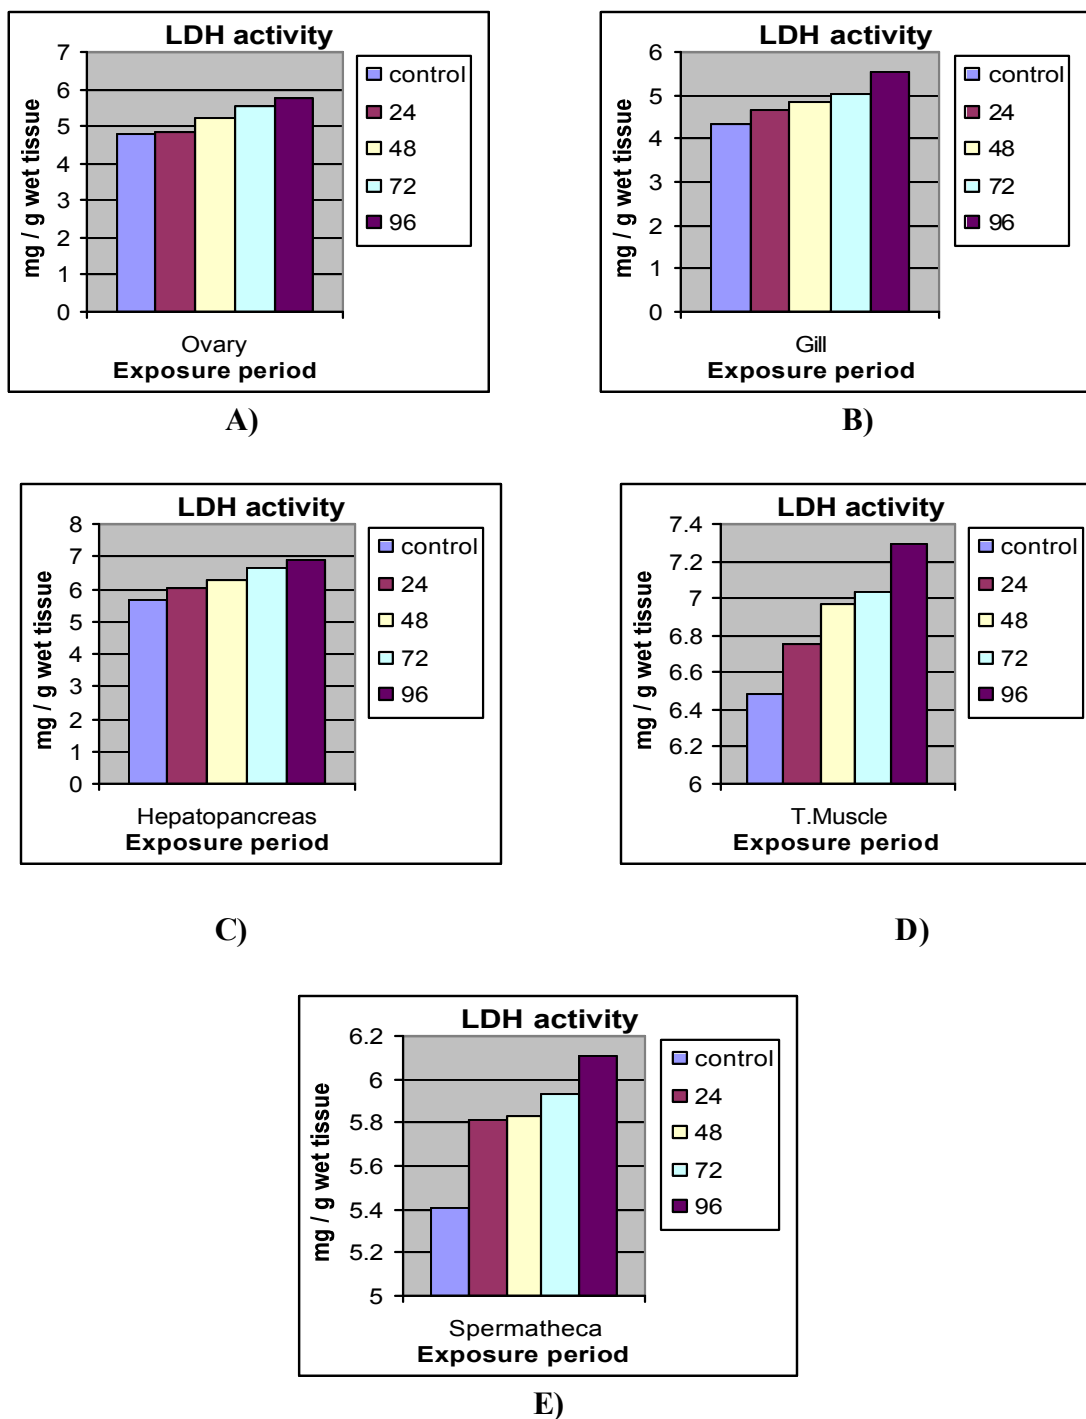 LDH activity
7
6
5
4
3
2
1
0
mg / g wet tissue
Ovary
Exposure period
control
24
48
72
96
A)
LDH activity
6
5
4
3
2
1
0
mg / g wet tissue
Gill
Exposure period
control
24
48
72
96
B)
LDH activity
8
7
6
5
4
3
2
1
0
mg / g wet tissue
Hepatopancreas
Exposure period
control
24
48
72
96
C)
LDH activity
7.4
7.2
7
6.8
6.6
6.4
6.2
6
mg / g wet tissue
T.Muscle
Exposure period
control
24
48
72
96
D)
LDH activity
6.2
6
5.8
5.6
5.4
5.2
5
mg / g wet tissue
Spermatheca
Exposure period
control
24
48
72
96
E)